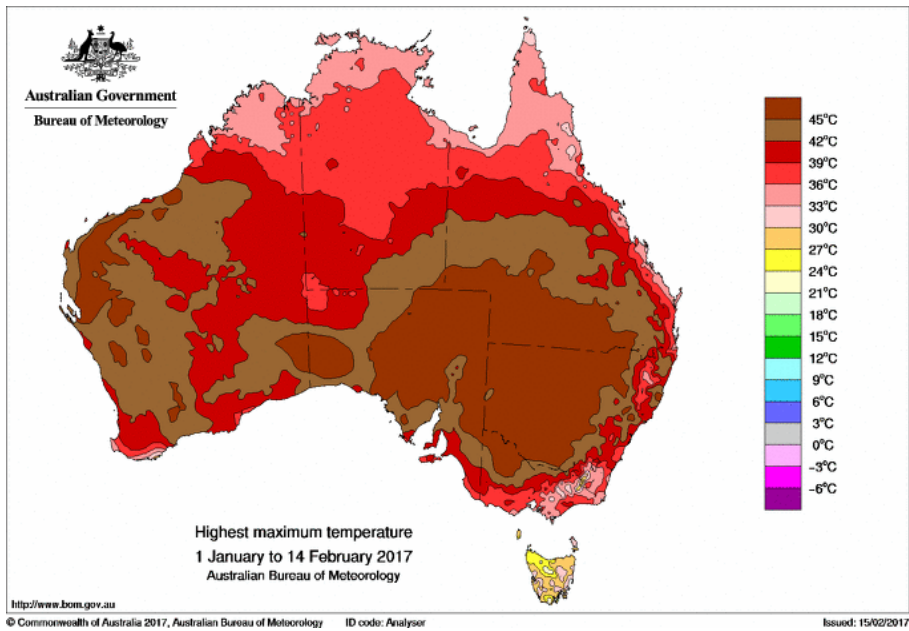 Australian Government
Bureau of Meteorology
45°C
42°C
39°C
36°C
33°C
30°C
27°C
24°C
21°C
18°C
15°C
12°C
9°C
6°C
3°C
0°C
-3°C
-6°C
Highest maximum temperature
1 January to 14 February 2017
Australian Bureau of Meteorology
http://www.bom.gov.au
© Commonwealth of Australia 2017, Australian Bureau of Meteorology ID code: Analyser Issued: 15/02/2017